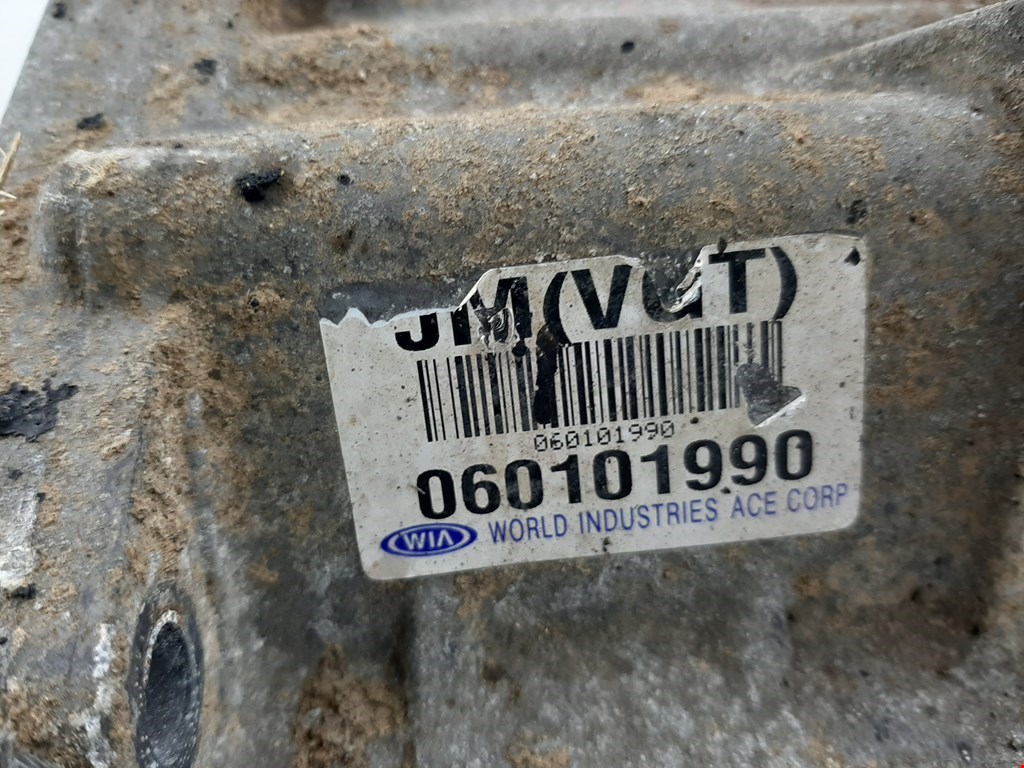 JM(VGT)
060101990
060101990
WIA WORLD INDUSTRIES ACE CORP